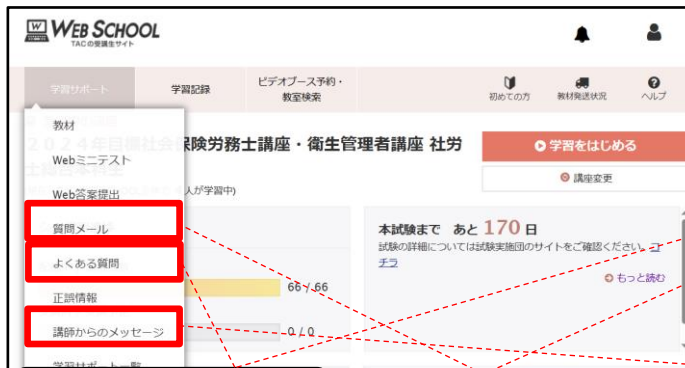 WEB SCHOOL
TACの受講生サイト
学習サポート
学習記録
ビデオブース予約・
教室検索
初めての方
教材発送状況
ヘルプ
教材
Webミニテスト
Web答案提出
質問メール
よくある質問
正誤情報
講師からのメッセージ
学習サポート一覧
2024年目標社会保険労務士講座・衛生管理者講座 社労
人が学習中)
66 / 66
0 / 0
学習をはじめる
講座変更
本試験まで あと 170 日
試験の詳細については試験実施団のサイトをご確認ください。コ
チラ
もっと読む